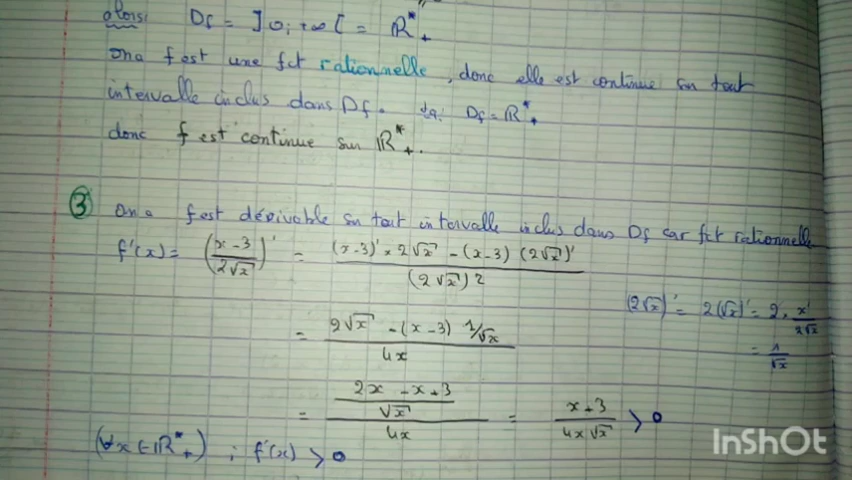 alors: Df = ]0; +∞[ = ℝ*₊
on a f est une fct rationnelle, donc elle est continue sur tout
intervalle inclus dans Df. Df = ℝ*₊
donc f est continue sur ℝ*₊.
③ on a f est dérivable sur tout intervalle inclus dans Df car fct rationnelle
f'(x) = ((x-3)/(2√x))' = ((x-3)' × 2√x - (x-3) (2√x)')/((2√x)2)
(2√x)' = 2(√x)' = 2. x'/(2√x)
= (2√x - (x-3) 1/√x)/(4x)
= 1/√x
= ((2x - x+3)/√x)/(4x) = (x+3)/(4x√x) > 0
(∀x∈ℝ*₊) ; f'(x) > 0
InShOt